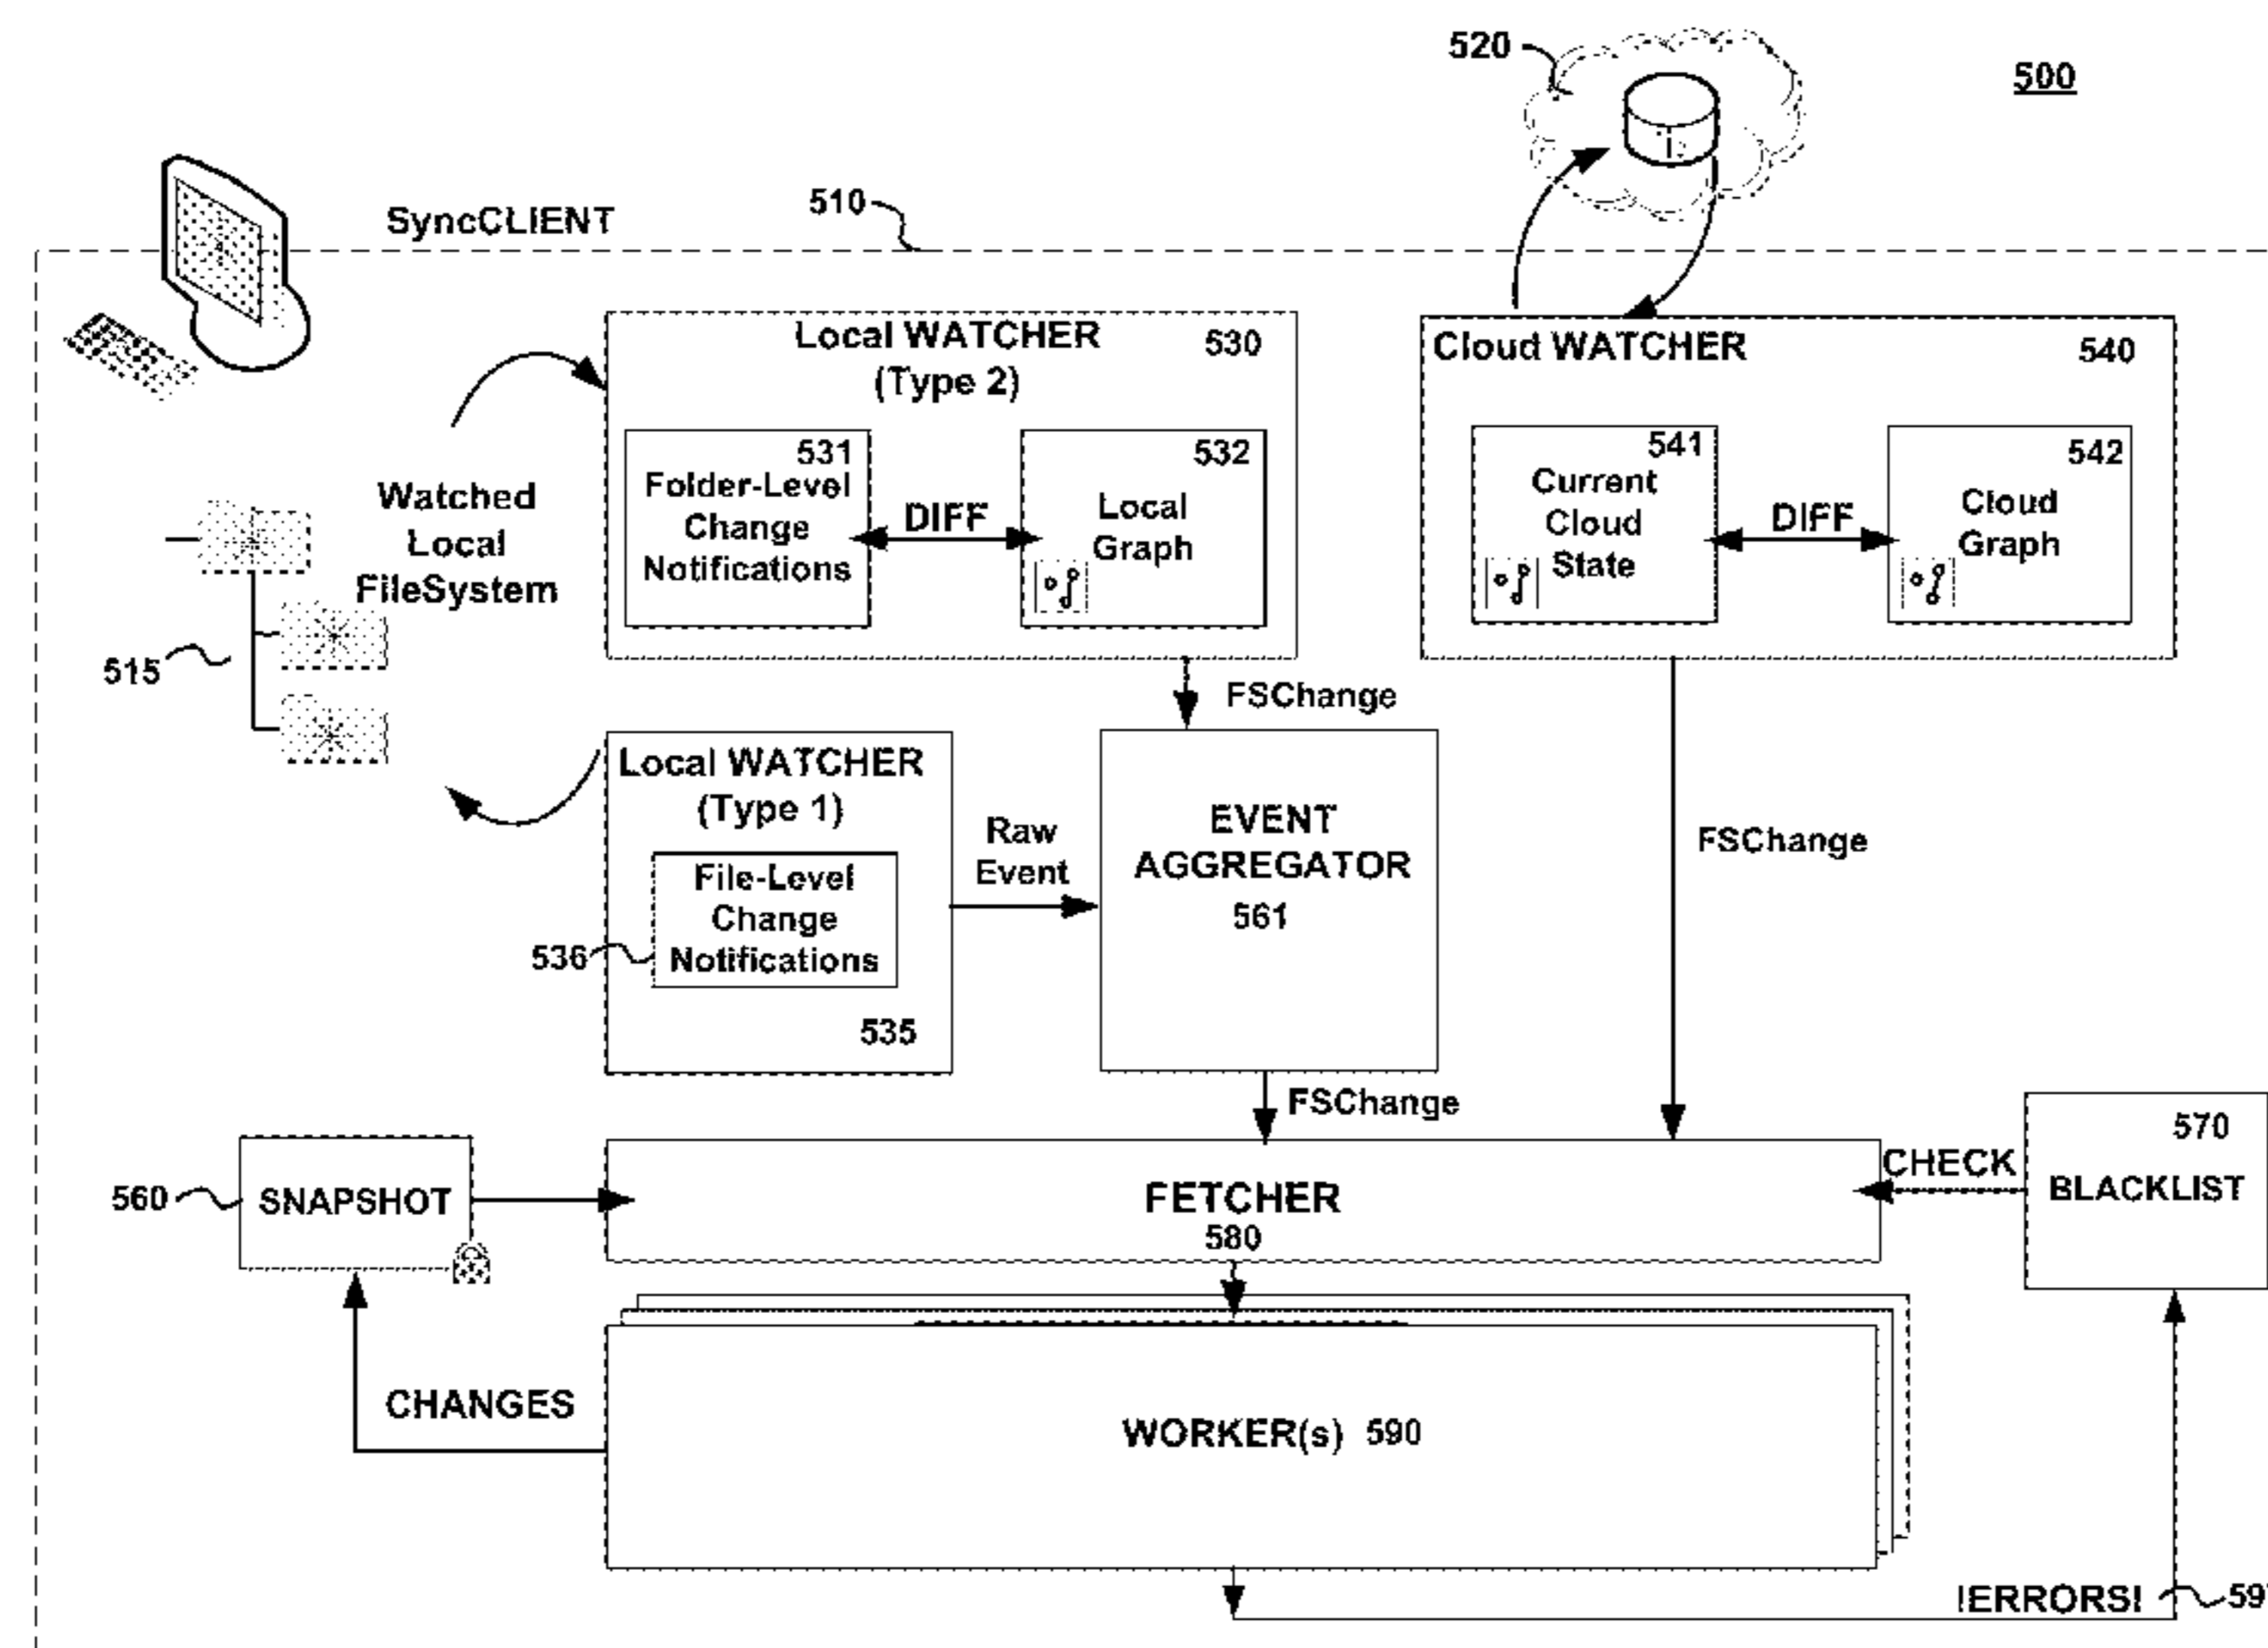 520
500
510
SyncCLIENT
Local WATCHER
(Type 2)
530
Cloud WATCHER
540
531
Folder-Level
Change
Notifications
DIFF
532
Local
Graph
541
Current
Cloud
State
DIFF
542
Cloud
Graph
Watched
Local
FileSystem
515
FSChange
Local WATCHER
(Type 1)
File-Level
Change
Notifications
536
535
Raw
Event
EVENT
AGGREGATOR
561
FSChange
FSChange
570
BLACKLIST
CHECK
560
SNAPSHOT
FETCHER
580
CHANGES
WORKER(s) 590
!ERRORS!